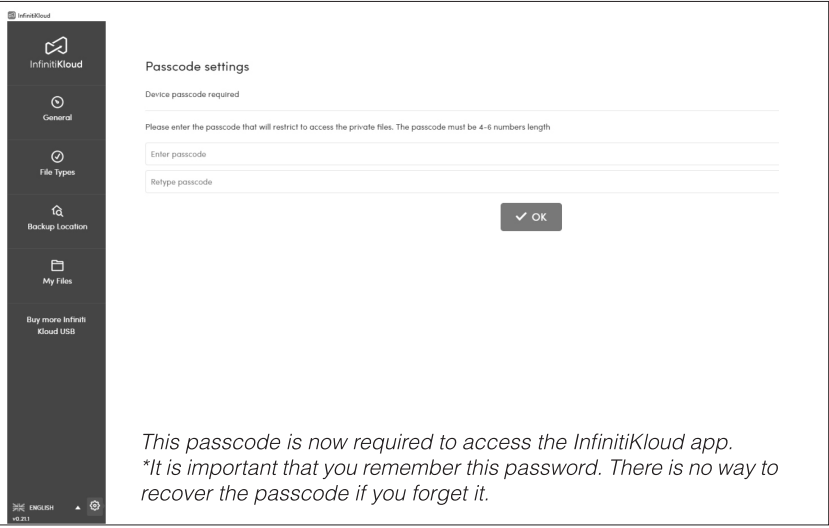 InfinitiKloud
InfinitiKloud
General
File Types
Backup Location
My Files
Buy more Infiniti
Kloud USB
ENGLISH
v0.21.1
Passcode settings
Device passcode required
Please enter the passcode that will restrict to access the private files. The passcode must be 4-6 numbers length
Enter passcode
Retype passcode
OK
This passcode is now required to access the InfinitiKloud app.
*It is important that you remember this password. There is no way to
recover the passcode if you forget it.